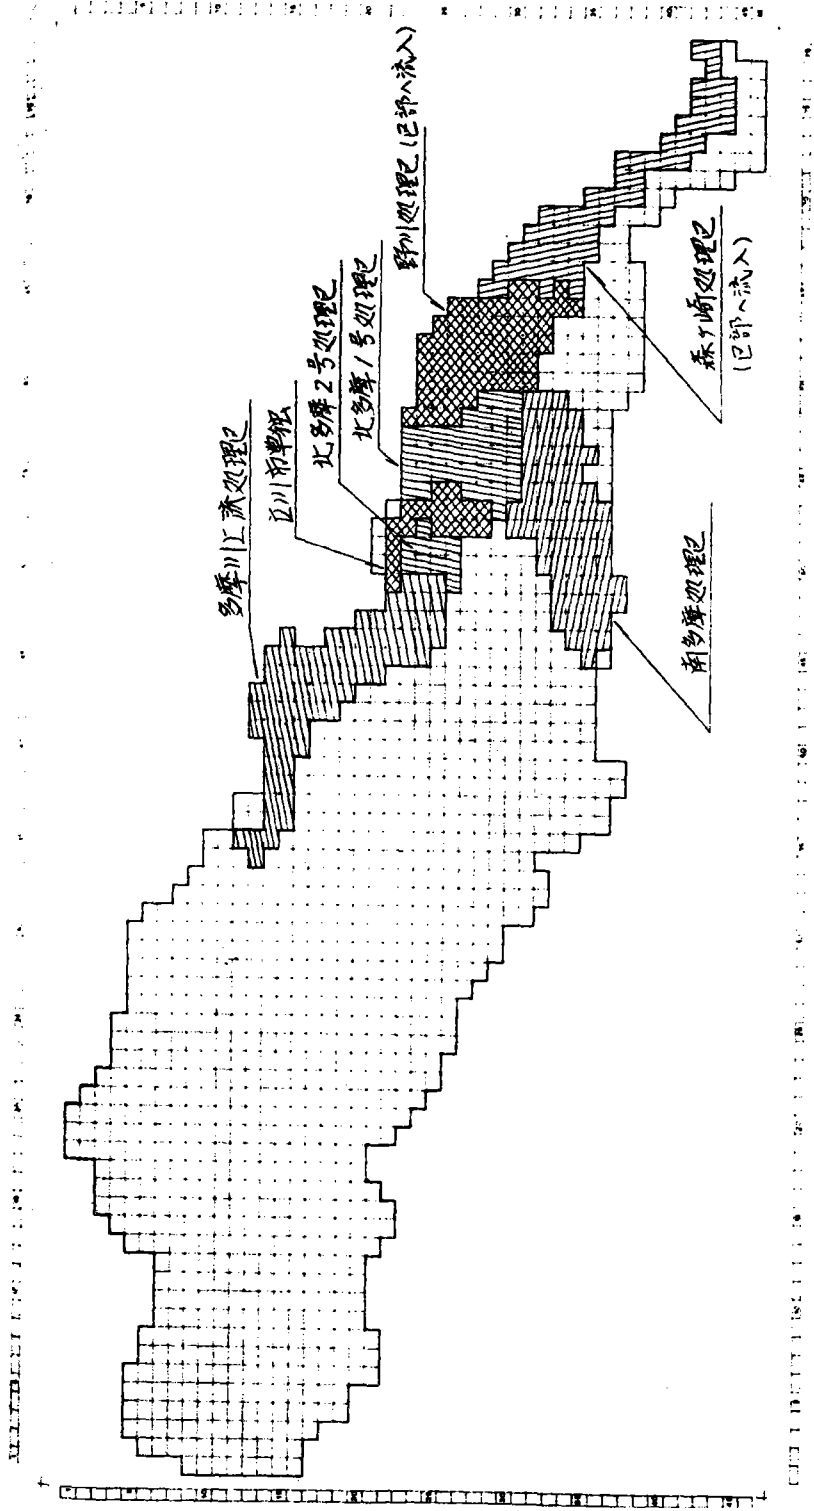 多摩川上流処理区
立川市単独
北多摩2号処理区
北多摩1号処理区
野川処理区(区部へ流入)
森ヶ崎処理区
(区部へ流入)
南多摩処理区